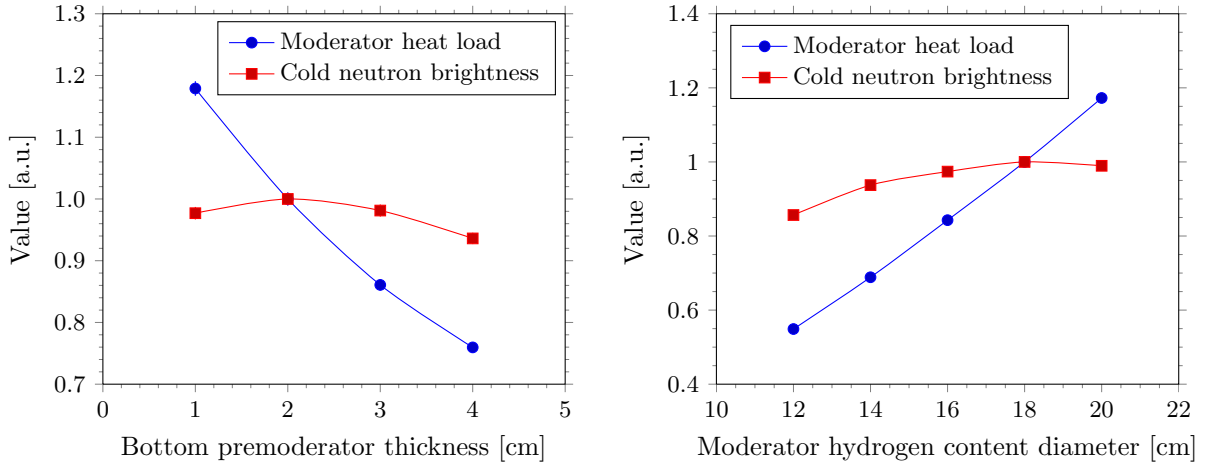 1.3
1.2
1.1
1.0
0.9
0.8
0.7
Value [a.u.]
Moderator heat load
Cold neutron brightness
0 1 2 3 4 5
Bottom premoderator thickness [cm]
1.4
1.2
1
0.8
0.6
0.4
Value [a.u.]
Moderator heat load
Cold neutron brightness
10 12 14 16 18 20 22
Moderator hydrogen content diameter [cm]